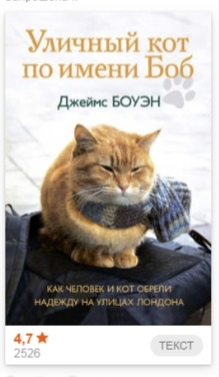 Уличный кот
по имени Боб
Джеймс БОУЭН
КАК ЧЕЛОВЕК И КОТ ОБРЕЛИ
НАДЕЖДУ НА УЛИЦАХ ЛОНДОНА
4,7 ★
2526
ТЕКСТ